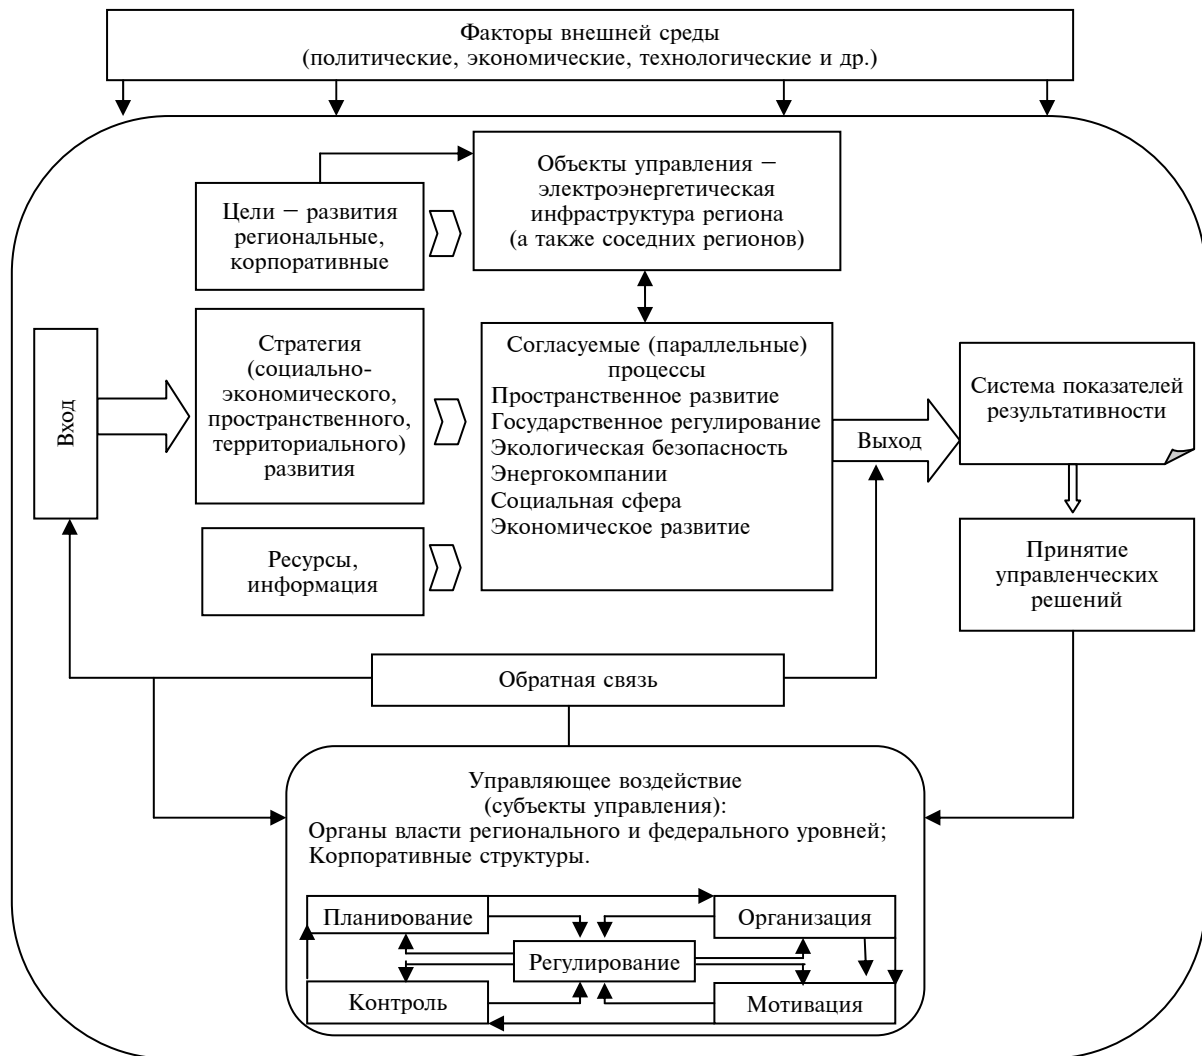 Факторы внешней среды
(политические, экономические, технологические и др.)
Объекты управления −
электроэнергетическая
инфраструктура региона
(а также соседних регионов)
Цели − развития
региональные,
корпоративные
Вход
Стратегия
(социально-
экономического,
пространственного,
территориального)
развития
Согласуемые (параллельные)
процессы
Пространственное развитие
Государственное регулирование
Экологическая безопасность
Энергокомпании
Социальная сфера
Экономическое развитие
Выход
Система показателей
результативности
Ресурсы,
информация
Принятие
управленческих
решений
Обратная связь
Управляющее воздействие
(субъекты управления):
Органы власти регионального и федерального уровней;
Корпоративные структуры.
Планирование
Организация
Регулирование
Контроль
Мотивация